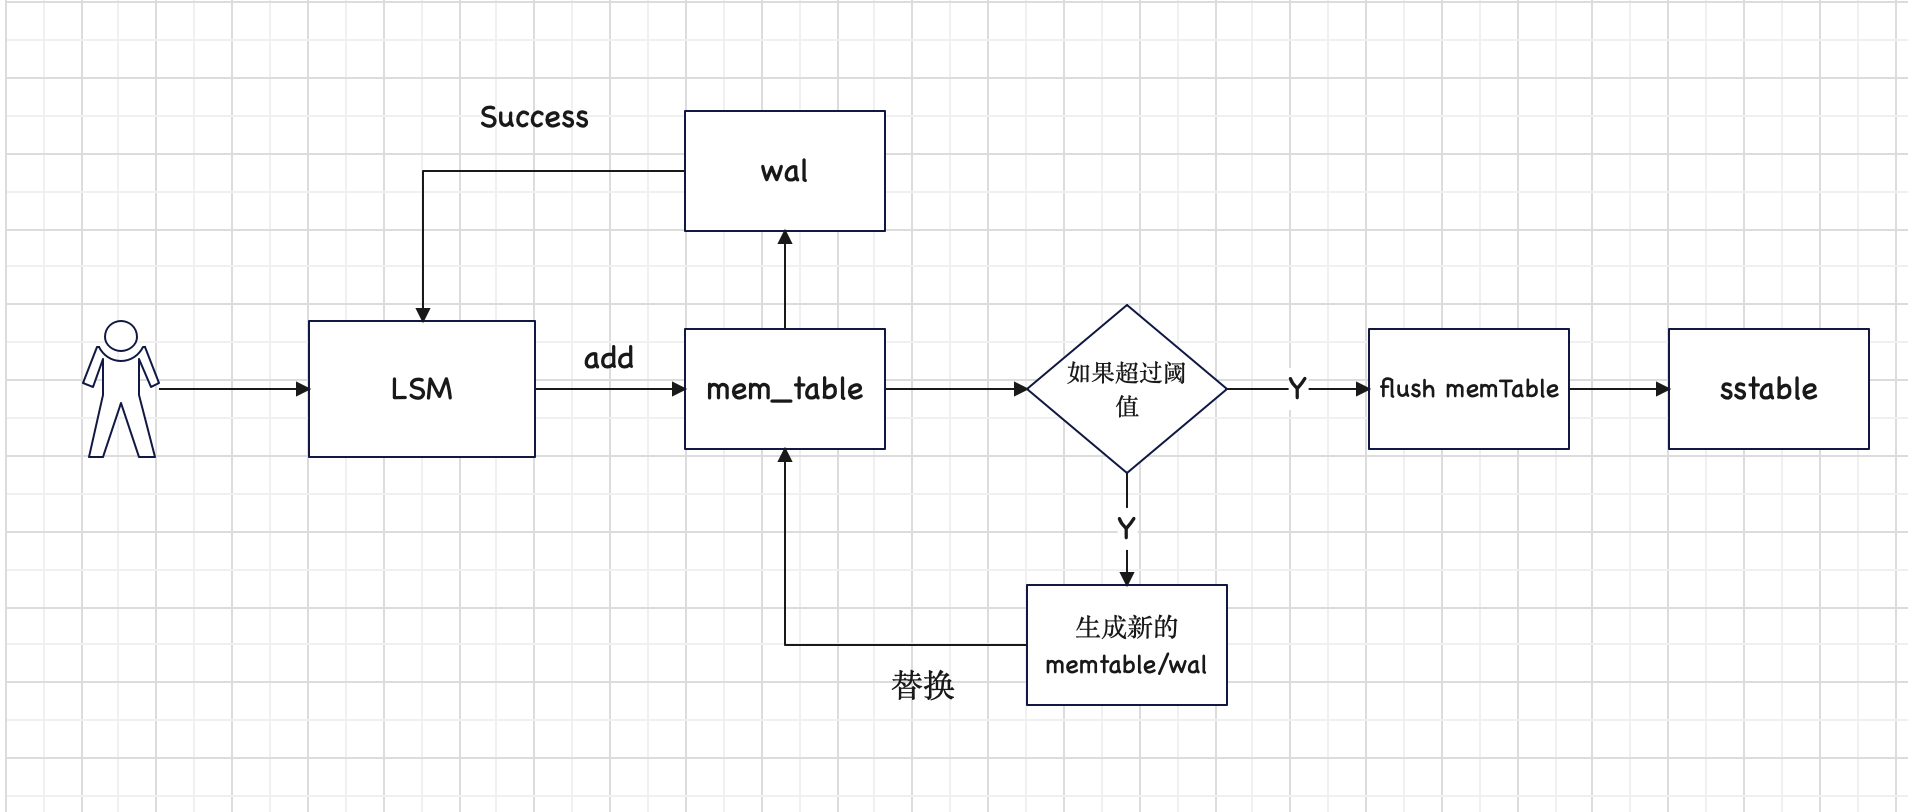 Success
wal
LSM
add
mem_table
如果超过阈
值
Y
flush memTable
sstable
Y
生成新的
memtable/wal
替换